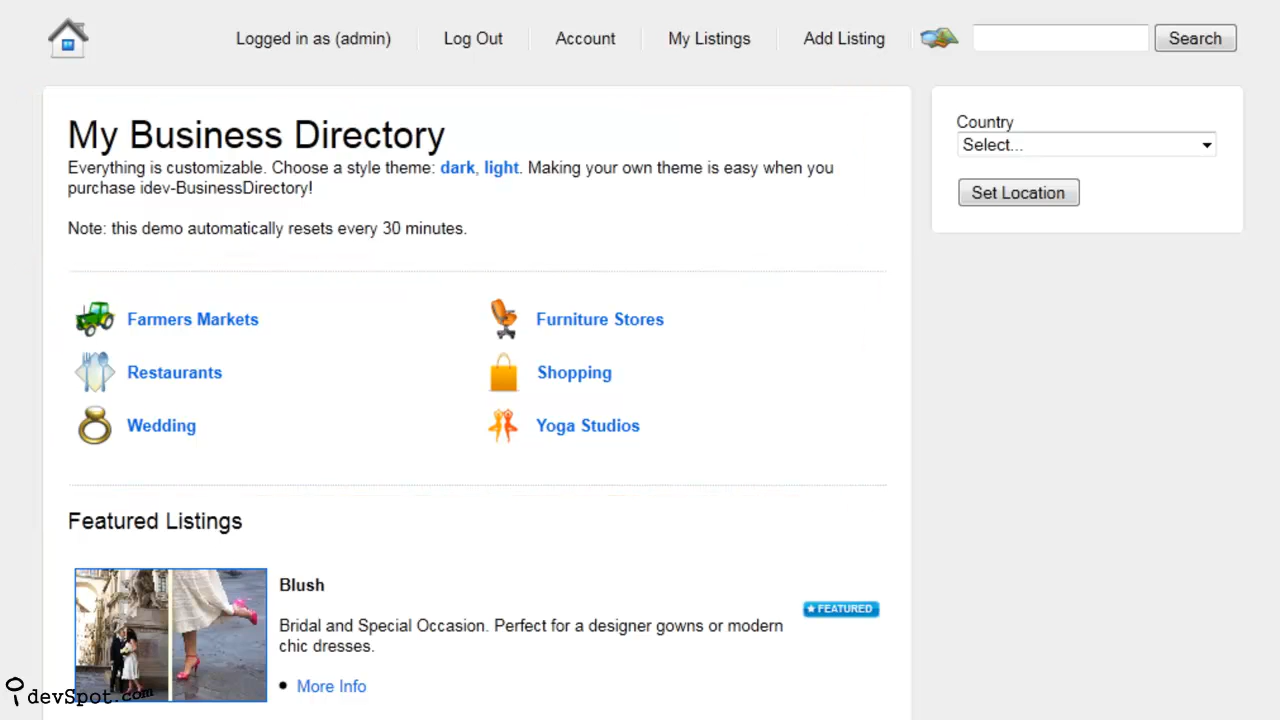 Logged in as (admin)
Log Out
Account
My Listings
Add Listing
Search
My Business Directory
Everything is customizable. Choose a style theme: dark, light. Making your own theme is easy when you
purchase idev-BusinessDirectory!
Note: this demo automatically resets every 30 minutes.
Country
Select...
Set Location
Farmers Markets
Furniture Stores
Restaurants
Shopping
Wedding
Yoga Studios
Featured Listings
Blush
FEATURED
Bridal and Special Occasion. Perfect for a designer gowns or modern
chic dresses.
More Info
idevSpot.com